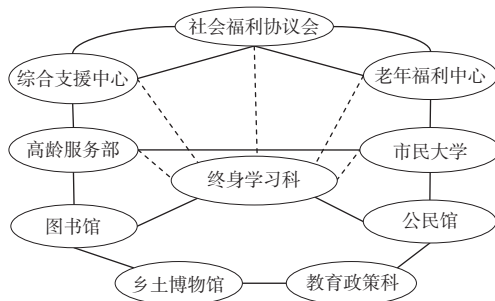 社会福利协议会
综合支援中心
老年福利中心
高龄服务部
市民大学
终身学习科
图书馆
公民馆
乡土博物馆
教育政策科